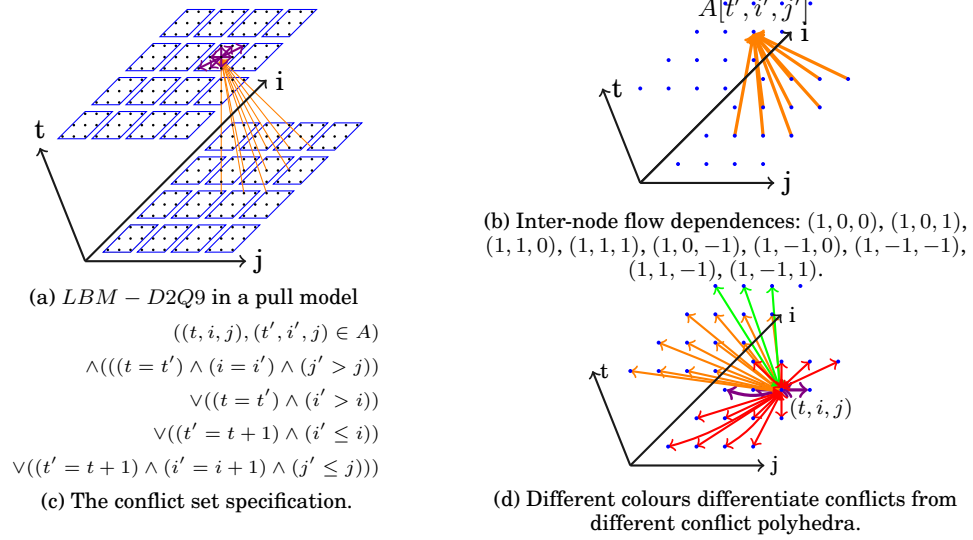 t
i
j
(a) LBM − D2Q9 in a pull model
((t, i, j), (t′, i′, j) ∈ A)
∧(((t = t′) ∧ (i = i′) ∧ (j′ > j))
∨((t = t′) ∧ (i′ > i))
∨((t′ = t + 1) ∧ (i′ ≤ i))
∨((t′ = t + 1) ∧ (i′ = i + 1) ∧ (j′ ≤ j)))
(c) The conflict set specification.
A[t′, i′, j′]
i
t
j
(b) Inter-node flow dependences: (1, 0, 0), (1, 0, 1),
(1, 1, 0), (1, 1, 1), (1, 0, −1), (1, −1, 0), (1, −1, −1),
(1, 1, −1), (1, −1, 1).
i
t
(t, i, j)
j
(d) Different colours differentiate conflicts from
different conflict polyhedra.